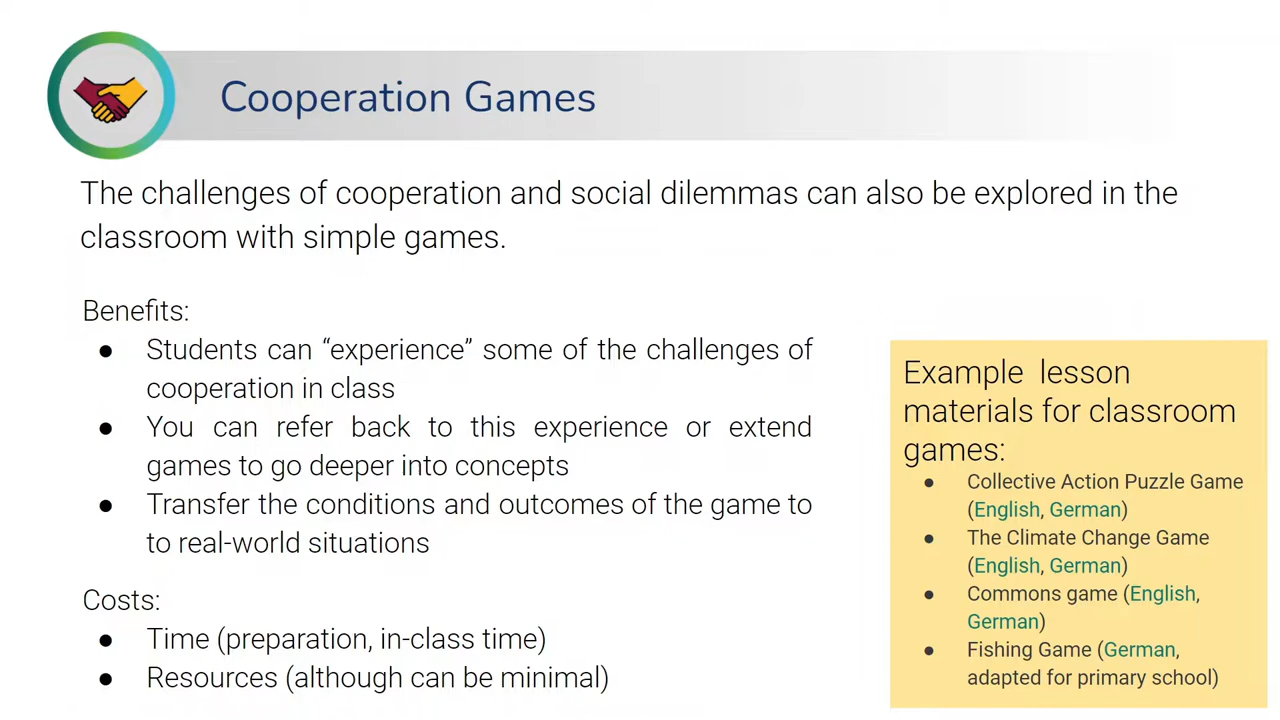 Cooperation Games
The challenges of cooperation and social dilemmas can also be explored in the
classroom with simple games.
Benefits:
● Students can “experience” some of the challenges of
cooperation in class
● You can refer back to this experience or extend
games to go deeper into concepts
● Transfer the conditions and outcomes of the game to
to real-world situations
Costs:
● Time (preparation, in-class time)
● Resources (although can be minimal)
Example lesson
materials for classroom
games:
● Collective Action Puzzle Game
(English, German)
● The Climate Change Game
(English, German)
● Commons game (English,
German)
● Fishing Game (German,
adapted for primary school)